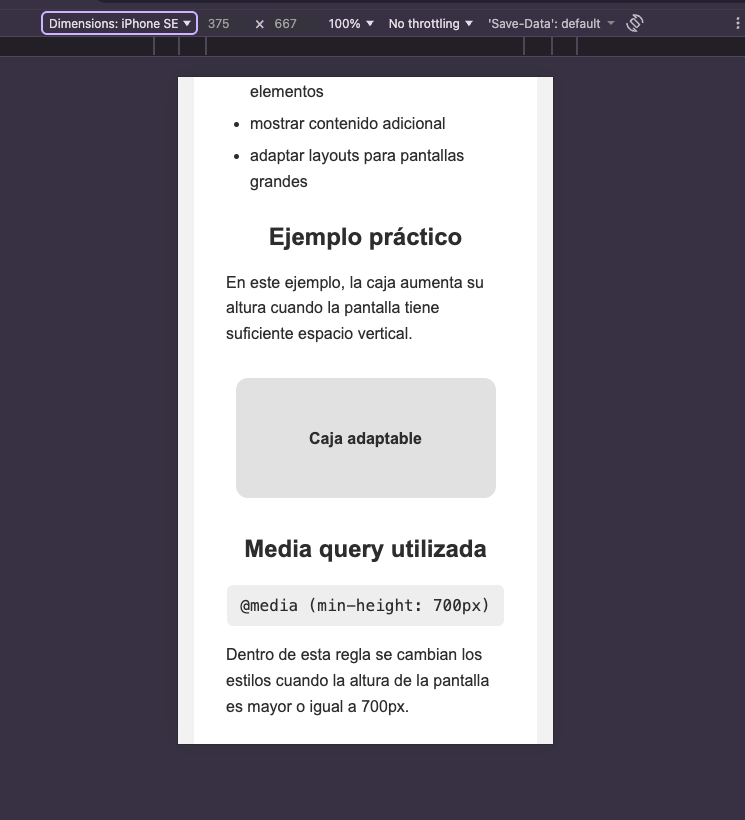 Dimensions: iPhone SE 375 × 667 100% No throttling 'Save-Data': default
elementos
mostrar contenido adicional
adaptar layouts para pantallas
grandes
Ejemplo práctico
En este ejemplo, la caja aumenta su
altura cuando la pantalla tiene
suficiente espacio vertical.
Caja adaptable
Media query utilizada
@media (min-height: 700px)
Dentro de esta regla se cambian los
estilos cuando la altura de la pantalla
es mayor o igual a 700px.